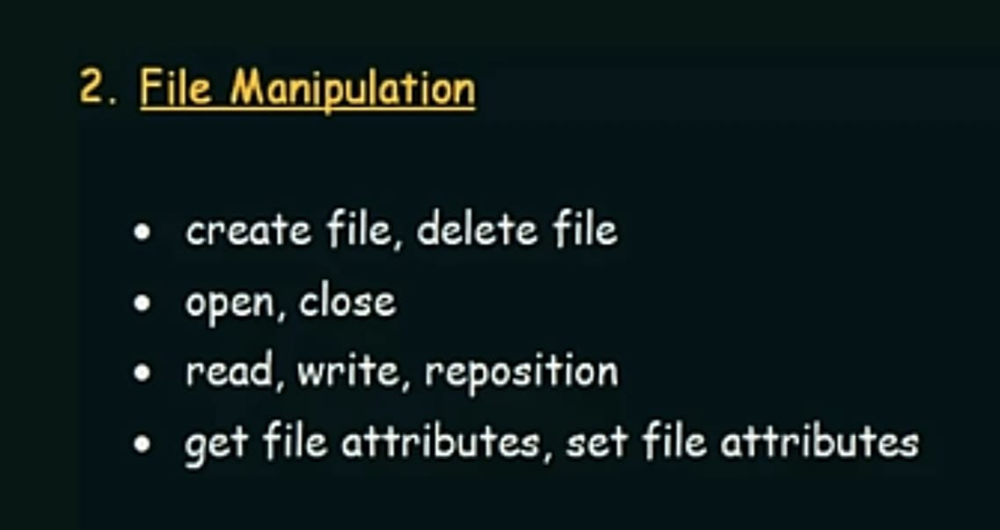 2. File Manipulation
• create file, delete file
• open, close
• read, write, reposition
• get file attributes, set file attributes